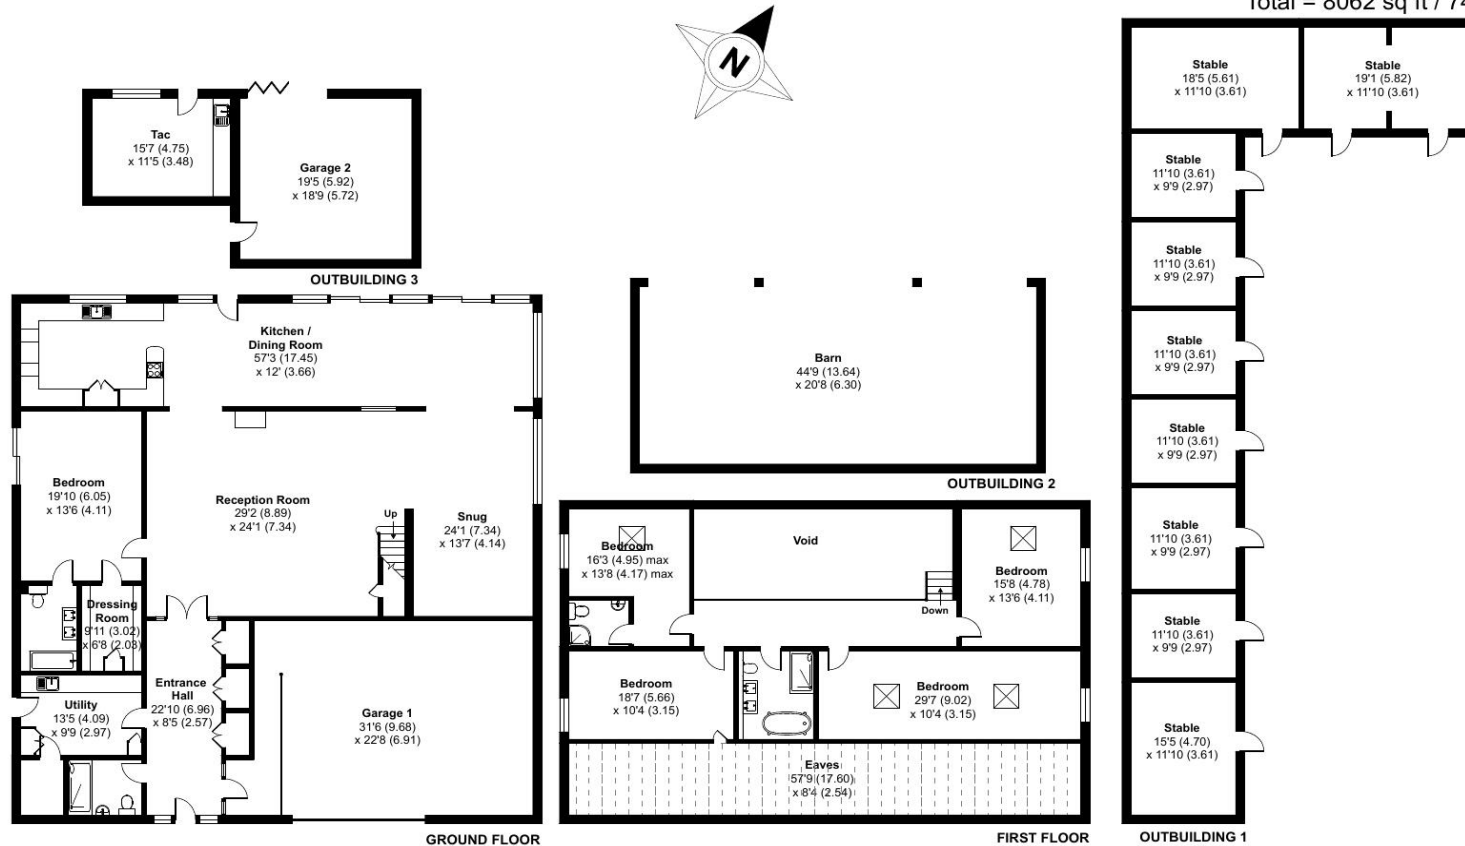 Total = 8062 sq ft / 74
N
Tac
15'7 (4.75)
x 11'5 (3.48)
Garage 2
19'5 (5.92)
x 18'9 (5.72)
OUTBUILDING 3
Kitchen /
Dining Room
57'3 (17.45)
x 12' (3.66)
Bedroom
19'10 (6.05)
x 13'6 (4.11)
Reception Room
29'2 (8.89)
x 24'1 (7.34)
Up
Snug
24'1 (7.34)
x 13'7 (4.14)
Dressing
Room
9'11 (3.02)
x 6'8 (2.03)
Entrance
Hall
22'10 (6.96)
x 8'5 (2.57)
Utility
13'5 (4.09)
x 9'9 (2.97)
Garage 1
31'6 (9.68)
x 22'8 (6.91)
GROUND FLOOR
Barn
44'9 (13.64)
x 20'8 (6.30)
OUTBUILDING 2
Bedroom
16'3 (4.95) max
x 13'8 (4.17) max
Void
Down
Bedroom
15'8 (4.78)
x 13'6 (4.11)
Bedroom
18'7 (5.66)
x 10'4 (3.15)
Bedroom
29'7 (9.02)
x 10'4 (3.15)
Eaves
57'9 (17.60)
x 8'4 (2.54)
FIRST FLOOR
Stable
18'5 (5.61)
x 11'10 (3.61)
Stable
19'1 (5.82)
x 11'10 (3.61)
Stable
11'10 (3.61)
x 9'9 (2.97)
Stable
11'10 (3.61)
x 9'9 (2.97)
Stable
11'10 (3.61)
x 9'9 (2.97)
Stable
11'10 (3.61)
x 9'9 (2.97)
Stable
11'10 (3.61)
x 9'9 (2.97)
Stable
11'10 (3.61)
x 9'9 (2.97)
Stable
15'5 (4.70)
x 11'10 (3.61)
OUTBUILDING 1